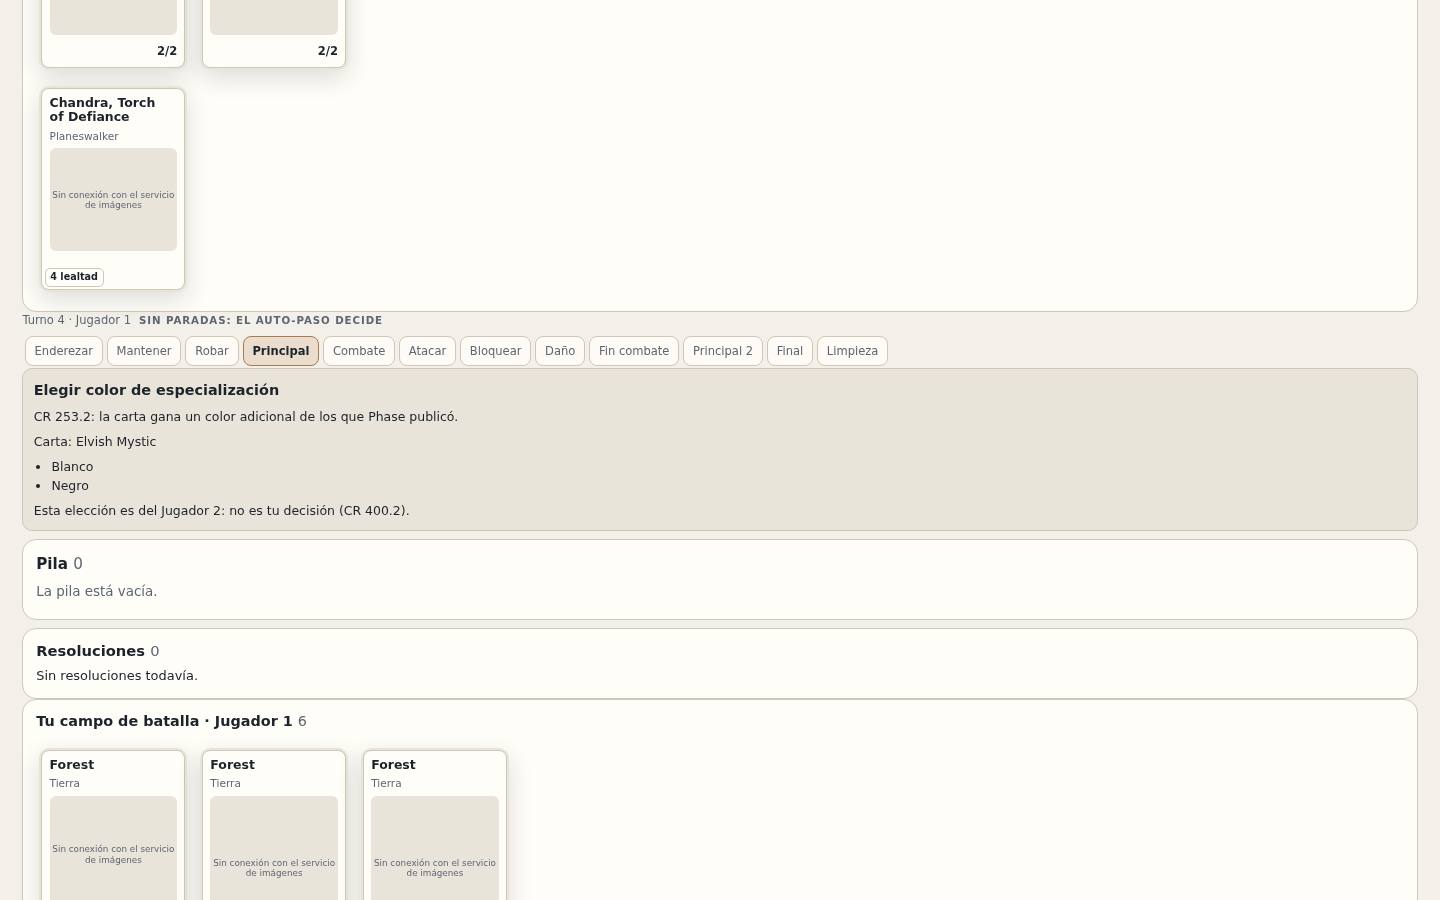 2/2 2/2
Chandra, Torch
of Defiance
Planeswalker
Sin conexión con el servicio
de imágenes
4 lealtad
Turno 4 · Jugador 1 SIN PARADAS: EL AUTO-PASO DECIDE
Enderezar Mantener Robar Principal Combate Atacar Bloquear Daño Fin combate Principal 2 Final Limpieza
Elegir color de especialización
CR 253.2: la carta gana un color adicional de los que Phase publicó.
Carta: Elvish Mystic
• Blanco
• Negro
Esta elección es del Jugador 2: no es tu decisión (CR 400.2).
Pila 0
La pila está vacía.
Resoluciones 0
Sin resoluciones todavía.
Tu campo de batalla · Jugador 1 6
Forest Forest Forest
Tierra Tierra Tierra
Sin conexión con el servicio
de imágenes
Sin conexión con el servicio
de imágenes
Sin conexión con el servicio
de imágenes